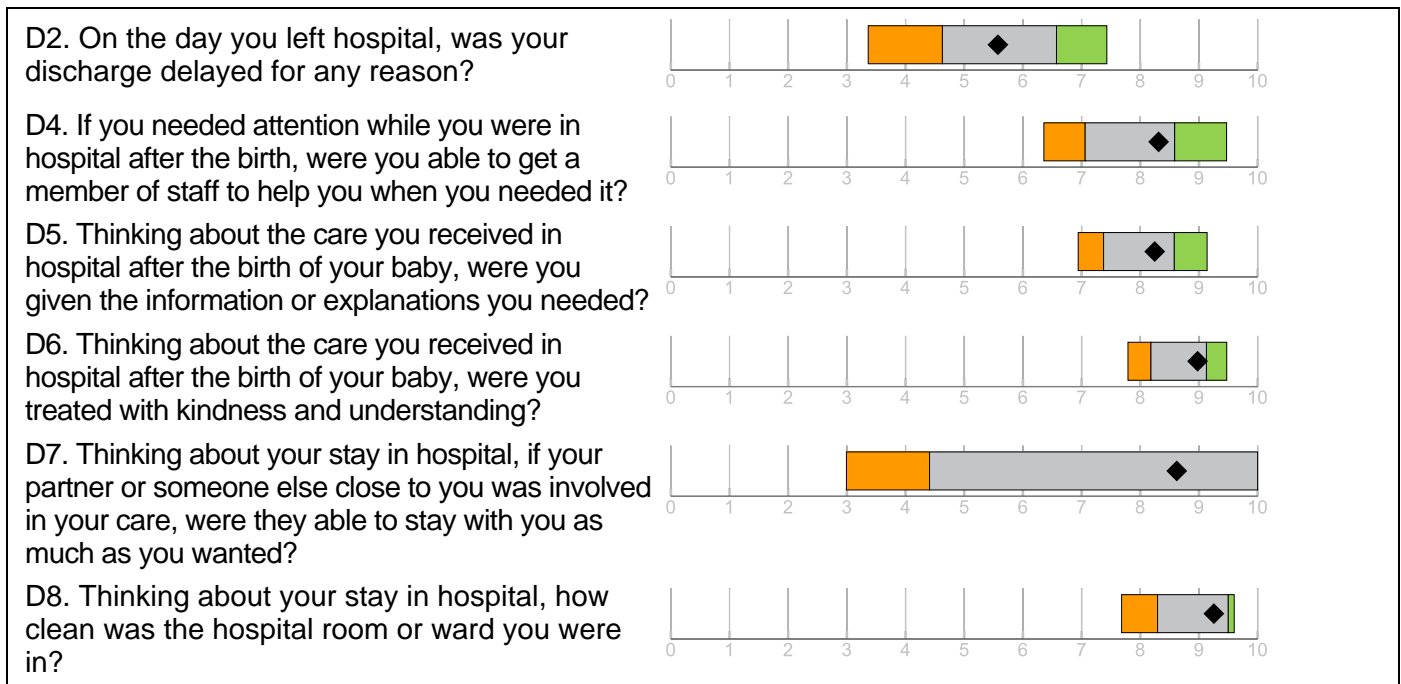 D2. On the day you left hospital, was your
discharge delayed for any reason?
0 1 2 3 4 5 6 7 8 9 10
D4. If you needed attention while you were in
hospital after the birth, were you able to get a
member of staff to help you when you needed it?
0 1 2 3 4 5 6 7 8 9 10
D5. Thinking about the care you received in
hospital after the birth of your baby, were you
given the information or explanations you needed?
0 1 2 3 4 5 6 7 8 9 10
D6. Thinking about the care you received in
hospital after the birth of your baby, were you
treated with kindness and understanding?
0 1 2 3 4 5 6 7 8 9 10
D7. Thinking about your stay in hospital, if your
partner or someone else close to you was involved
in your care, were they able to stay with you as
much as you wanted?
0 1 2 3 4 5 6 7 8 9 10
D8. Thinking about your stay in hospital, how
clean was the hospital room or ward you were
in?
0 1 2 3 4 5 6 7 8 9 10